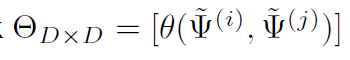 Θ_{D×D} = [θ(Ψ̃^{(i)}, Ψ̃^{(j)})]